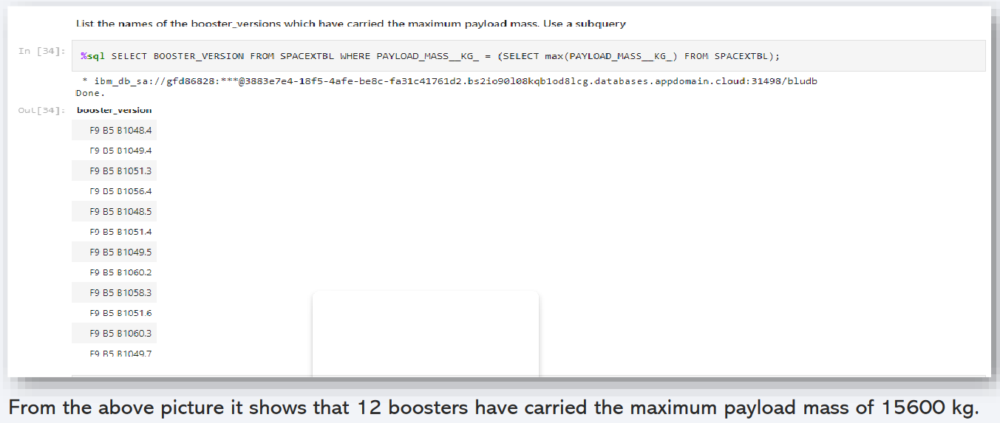 List the names of the booster_versions which have carried the maximum payload mass. Use a subquery
In [34]: %sql SELECT BOOSTER_VERSION FROM SPACEXTBL WHERE PAYLOAD_MASS__KG_ = (SELECT max(PAYLOAD_MASS__KG_) FROM SPACEXTBL);
* ibm_db_sa://gfd86828:***@3883e7e4-18f5-4afe-be8c-fa31c41761d2.bs2io90l08kqb1od8lcg.databases.appdomain.cloud:31498/bludb
Done.
Out[34]: booster_version
F9 B5 B1048.4
F9 B5 B1049.4
F9 B5 B1051.3
F9 B5 B1056.4
F9 B5 B1048.5
F9 B5 B1051.4
F9 B5 B1049.5
F9 B5 B1060.2
F9 B5 B1058.3
F9 B5 B1051.6
F9 B5 B1060.3
F9 B5 B1049.7
From the above picture it shows that 12 boosters have carried the maximum payload mass of 15600 kg.